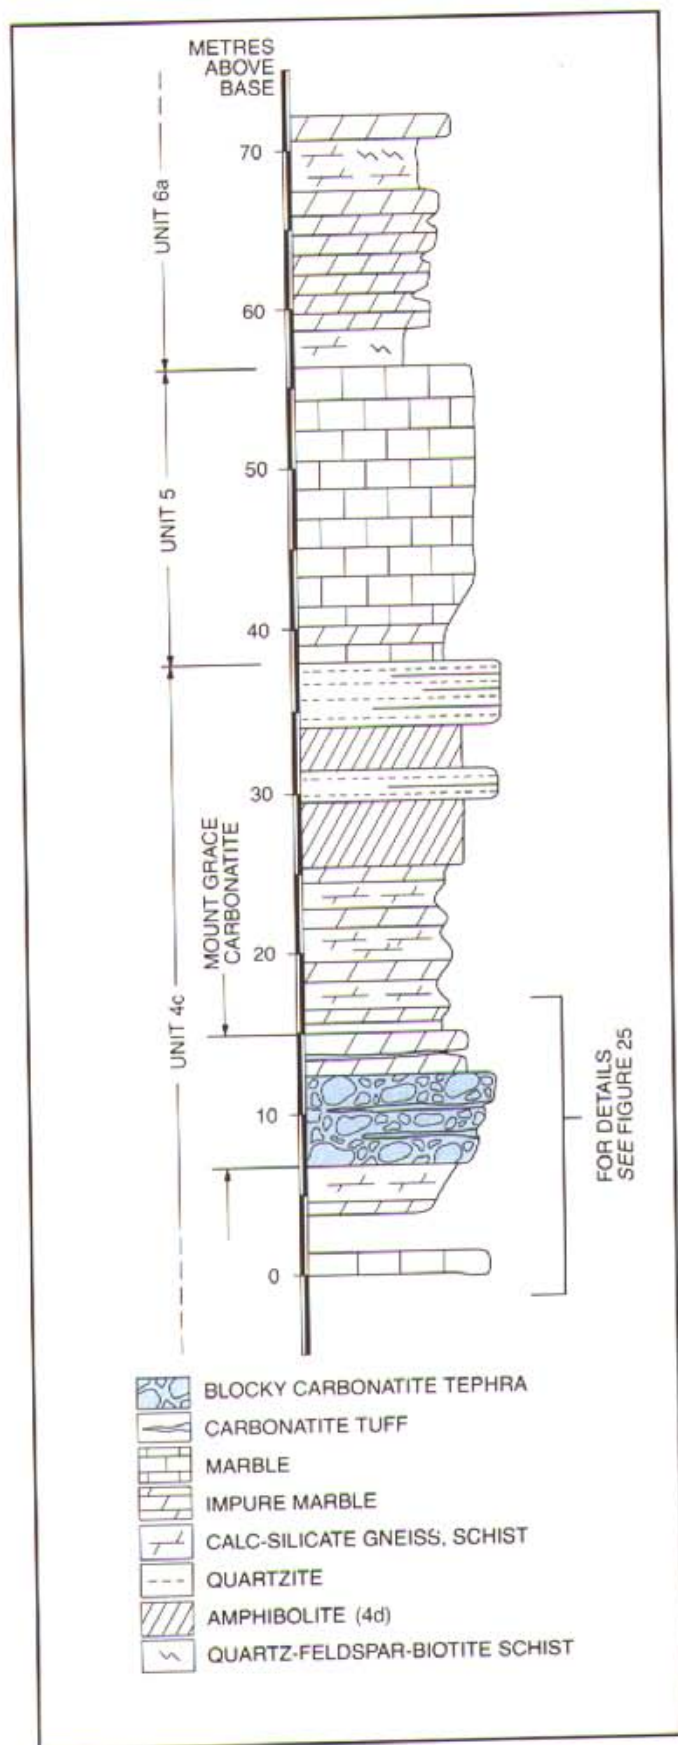 METRES
ABOVE
BASE
70
60
50
40
30
20
10
0
UNIT 6a
UNIT 5
UNIT 4c
MOUNT GRACE
CARBONATITE
FOR DETAILS
SEE FIGURE 25
BLOCKY CARBONATITE TEPHRA
CARBONATITE TUFF
MARBLE
IMPURE MARBLE
CALC-SILICATE GNEISS, SCHIST
QUARTZITE
AMPHIBOLITE (4d)
QUARTZ-FELDSPAR-BIOTITE SCHIST